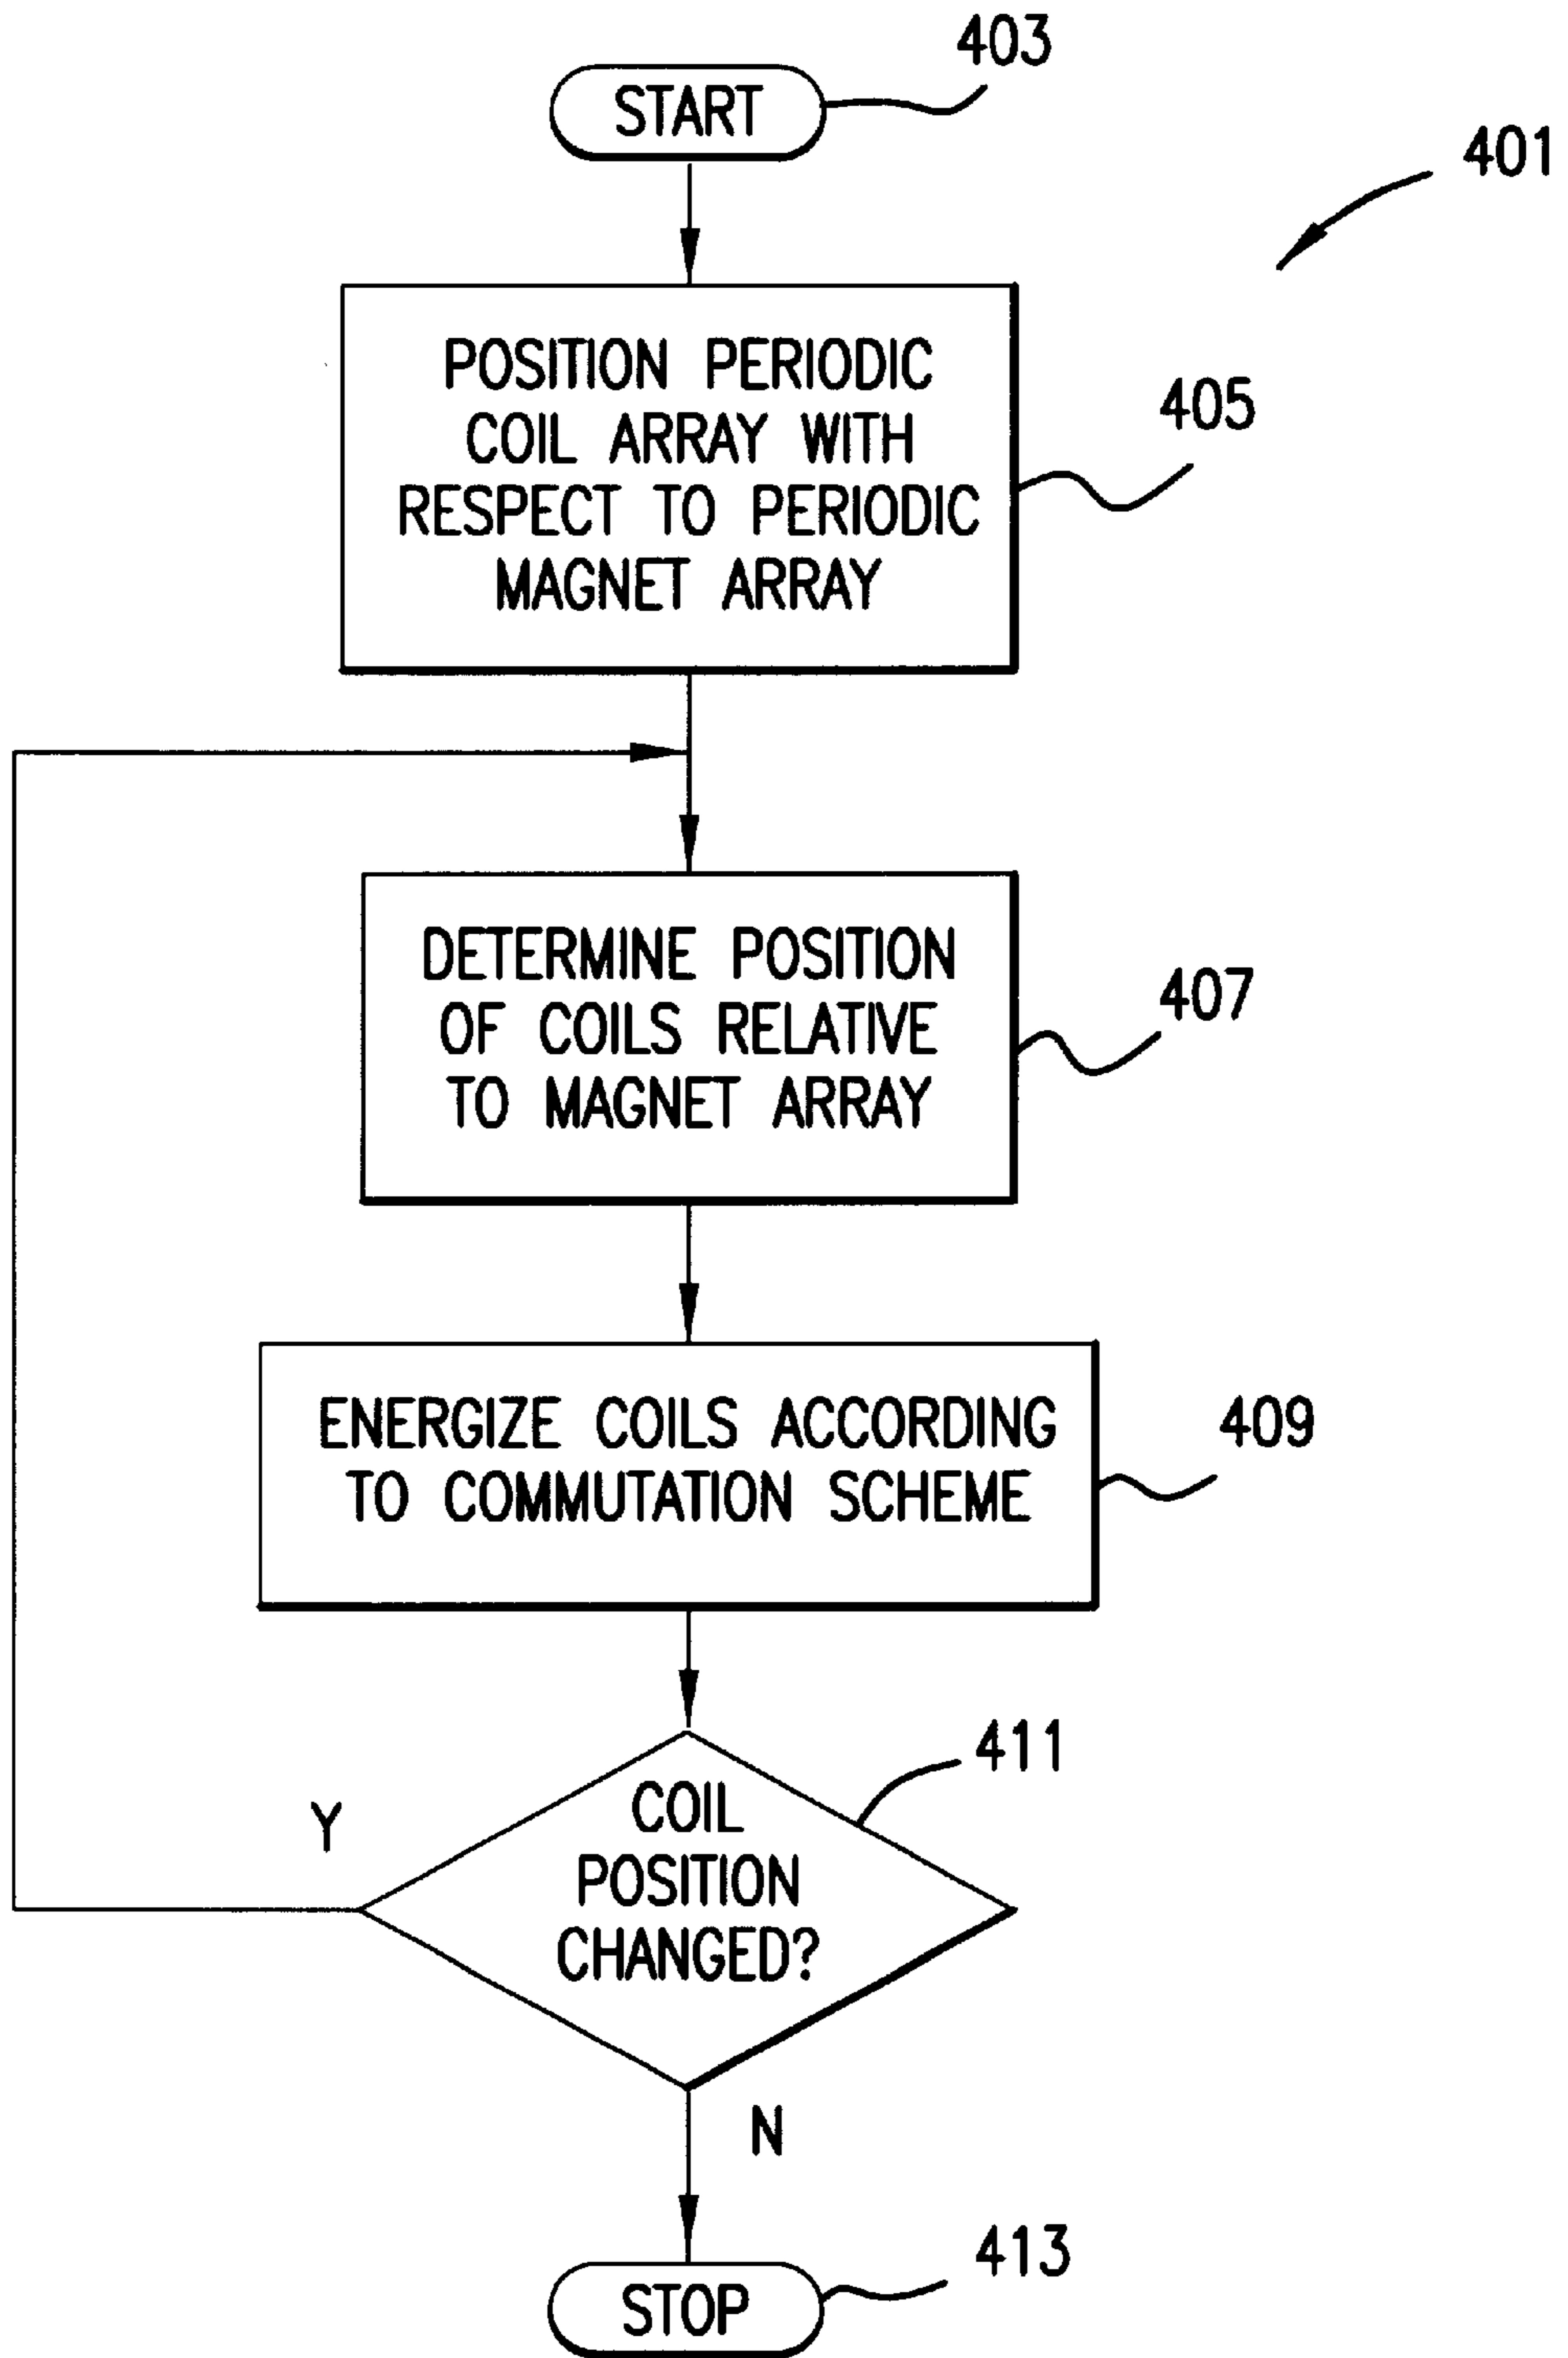 403
START
401
POSITION PERIODIC
COIL ARRAY WITH
RESPECT TO PERIODIC
MAGNET ARRAY
405
DETERMINE POSITION
OF COILS RELATIVE
TO MAGNET ARRAY
407
ENERGIZE COILS ACCORDING
TO COMMUTATION SCHEME
409
411
COIL
POSITION
CHANGED?
Y
N
413
STOP